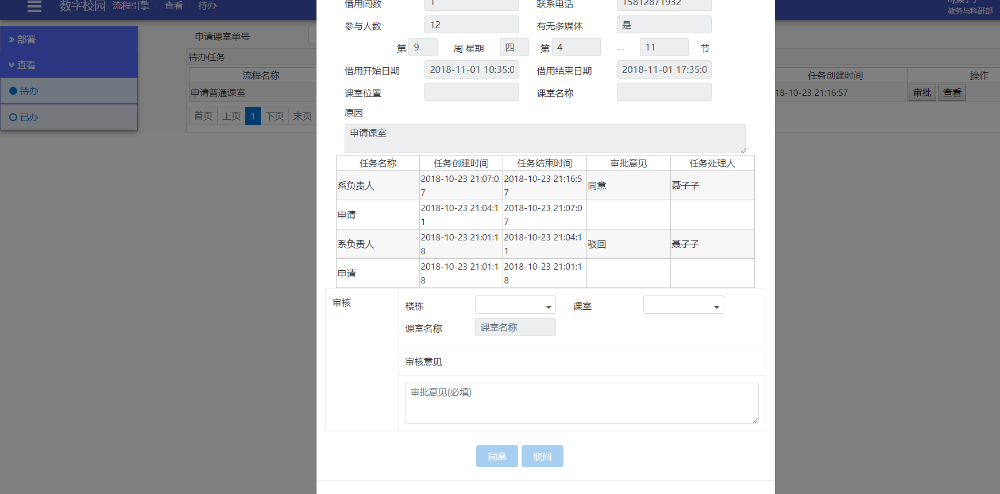 数字校园 流程引擎 / 查看 / 待办
教务与科研部
部署
查看
待办
已办
申请课室单号
待办任务
流程名称
任务创建时间
操作
申请普通课室
18-10-23 21:16:57
审批
查看
首页
上页
1
下页
末页
借用间数
1
联系电话
15812871932
参与人数
12
有无多媒体
是
第 9 周 星期 四 第 4 -- 11 节
借用开始日期
2018-11-01 10:35:0
借用结束日期
2018-11-01 17:35:0
课室位置
课室名称
原因
申请课室
任务名称 任务创建时间 任务结束时间 审批意见 任务处理人
系负责人 2018-10-23 21:07:07 2018-10-23 21:16:57 同意 聂子子
申请 2018-10-23 21:04:11 2018-10-23 21:07:07
系负责人 2018-10-23 21:01:18 2018-10-23 21:04:11 驳回 聂子子
申请 2018-10-23 21:01:18 2018-10-23 21:01:18
审核
楼栋
课室
课室名称
课室名称
审核意见
审批意见(必填)
同意
驳回